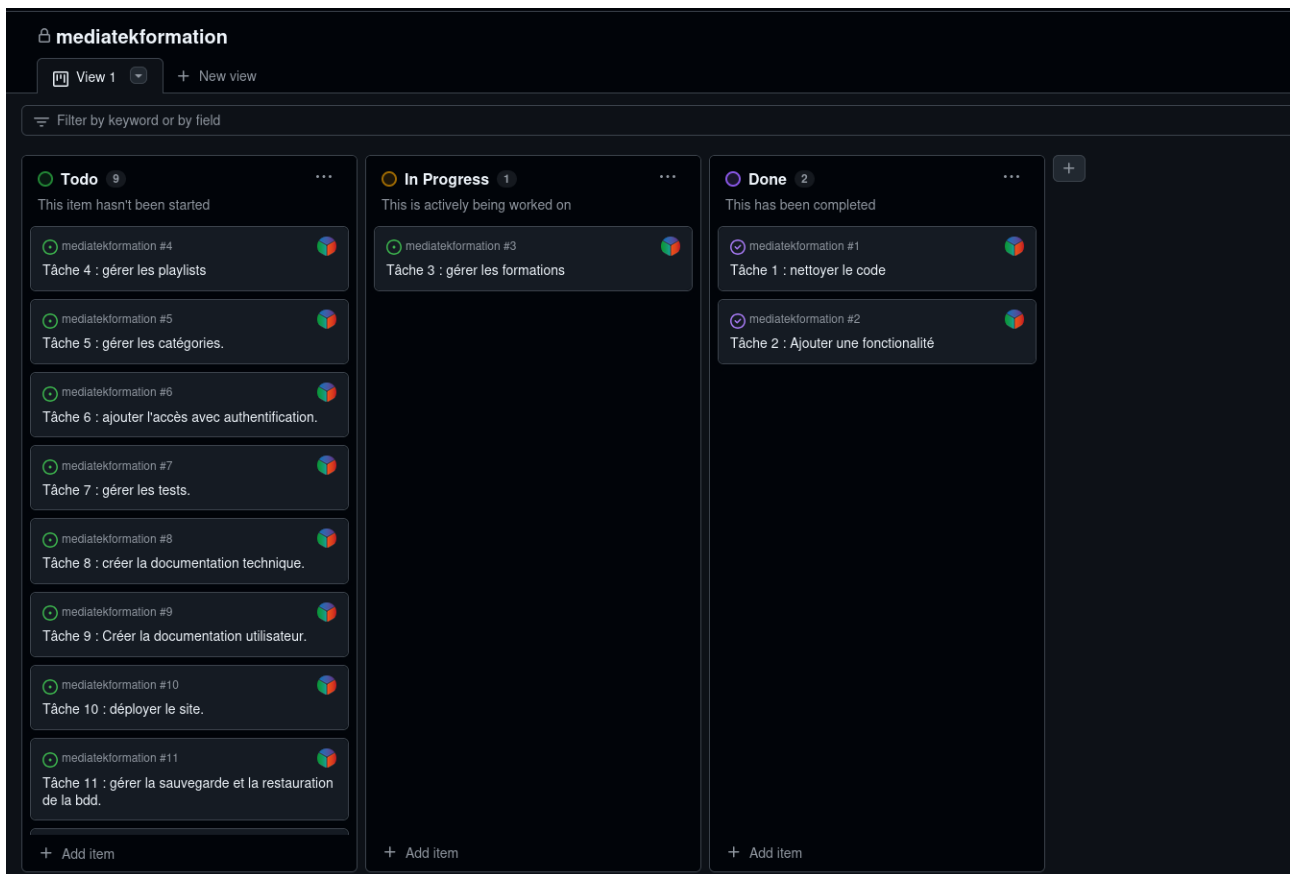 mediatekformation
View 1
New view
Filter by keyword or by field
Todo 9
This item hasn't been started
mediatekformation #4
Tâche 4 : gérer les playlists
mediatekformation #5
Tâche 5 : gérer les catégories.
mediatekformation #6
Tâche 6 : ajouter l'accès avec authentification.
mediatekformation #7
Tâche 7 : gérer les tests.
mediatekformation #8
Tâche 8 : créer la documentation technique.
mediatekformation #9
Tâche 9 : Créer la documentation utilisateur.
mediatekformation #10
Tâche 10 : déployer le site.
mediatekformation #11
Tâche 11 : gérer la sauvegarde et la restauration
de la bdd.
+ Add item
In Progress 1
This is actively being worked on
mediatekformation #3
Tâche 3 : gérer les formations
+ Add item
Done 2
This has been completed
mediatekformation #1
Tâche 1 : nettoyer le code
mediatekformation #2
Tâche 2 : Ajouter une fonctionalité
+ Add item